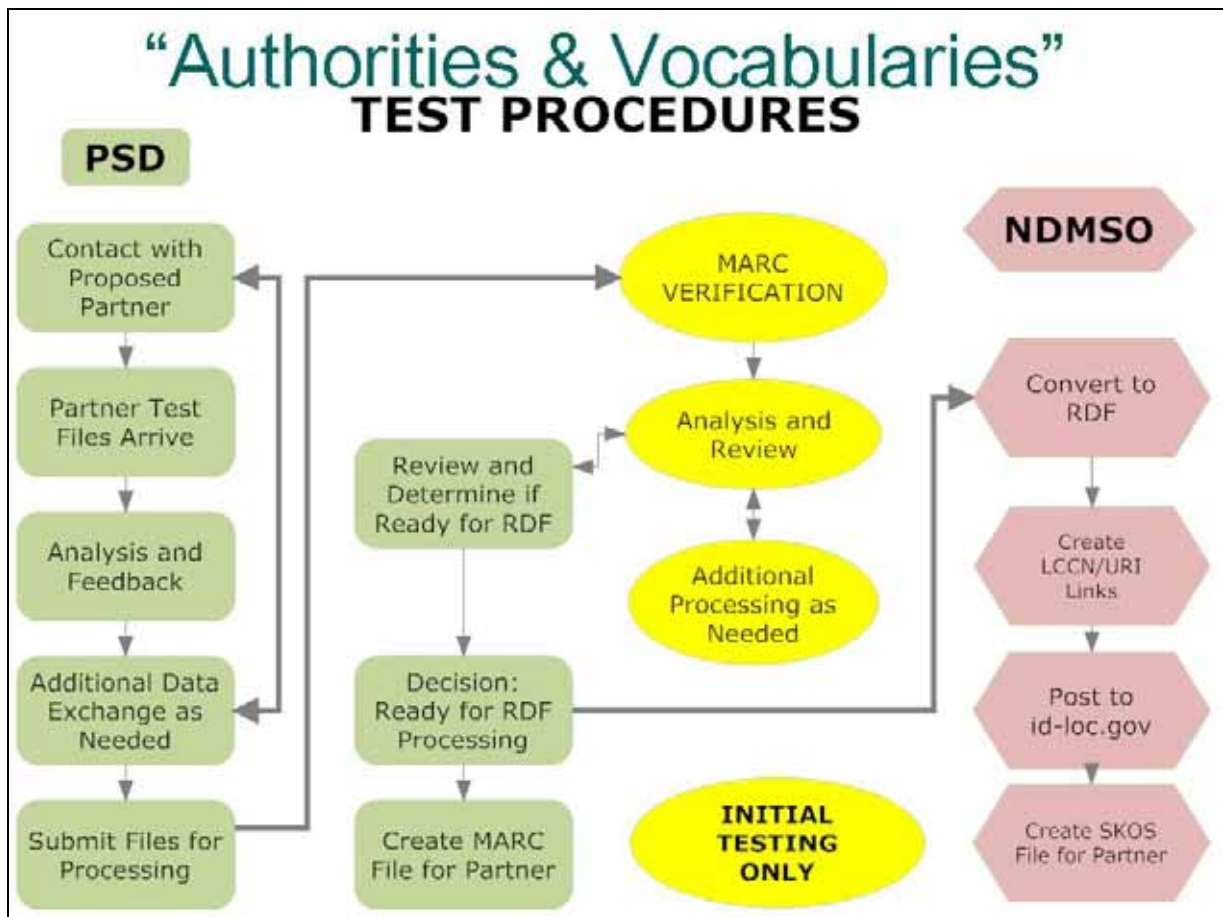 “Authorities & Vocabularies”
TEST PROCEDURES
PSD
Contact with
Proposed
Partner
Partner Test
Files Arrive
Analysis and
Feedback
Additional Data
Exchange as
Needed
Submit Files for
Processing
Review and
Determine if
Ready for RDF
Decision:
Ready for RDF
Processing
Create MARC
File for Partner
MARC
VERIFICATION
Analysis and
Review
Additional
Processing as
Needed
INITIAL
TESTING
ONLY
NDMSO
Convert to
RDF
Create
LCCN/URI
Links
Post to
id-loc.gov
Create SKOS
File for Partner